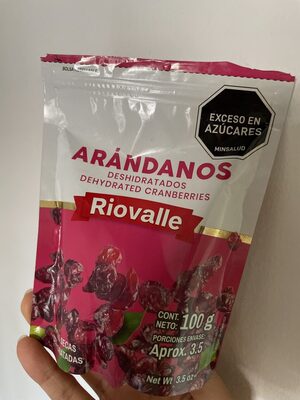 EXCESO EN
AZÚCARES
MINSALUD
ARÁNDANOS
DESHIDRATADOS
DEHYDRATED CRANBERRIES
Riovalle
CONT.
NETO: 100 g
PORCIONES ENVASE:
Aprox. 3.5
Net Wt. 3.5 oz